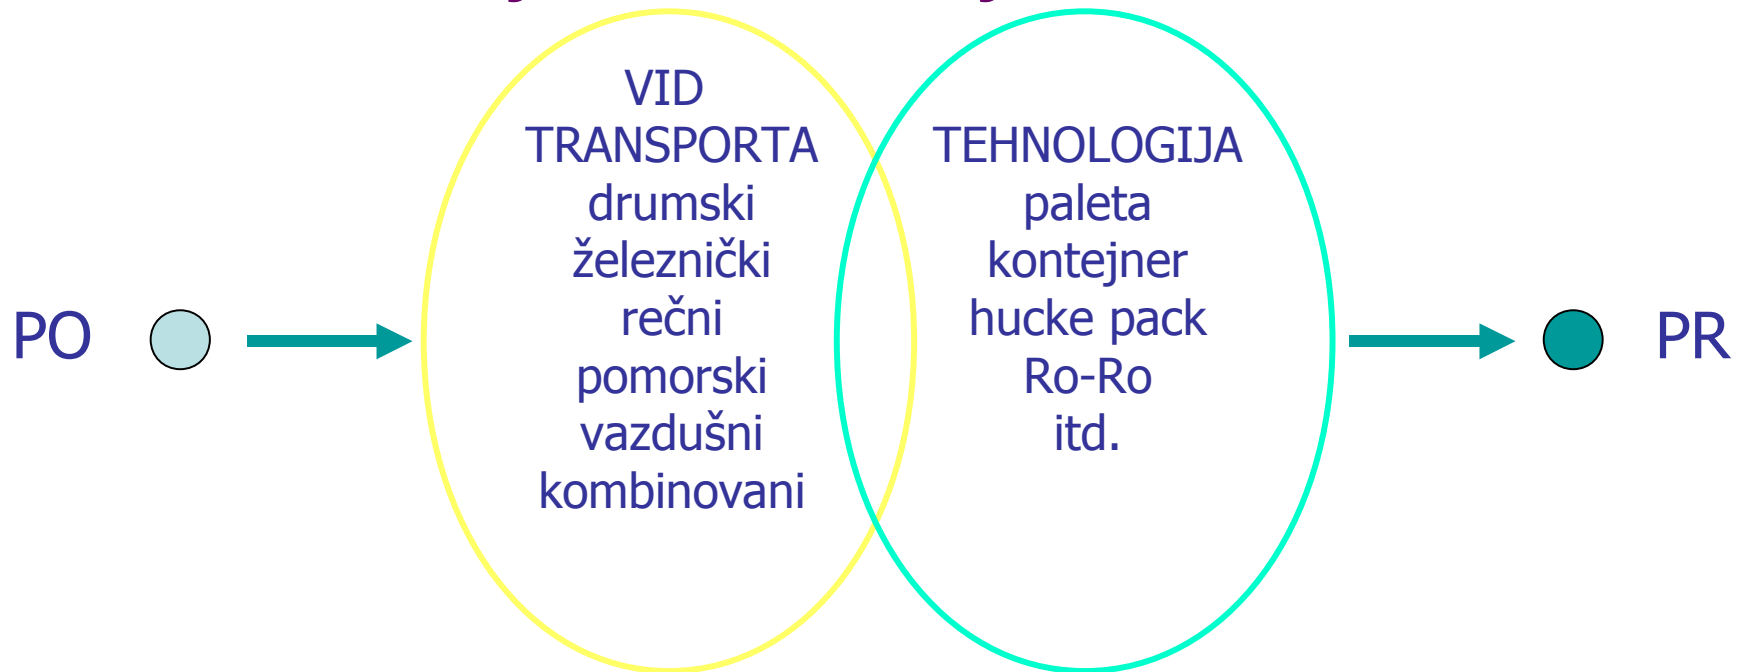 VID
TRANSPORTA
drumski
železnički
rečni
pomorski
vazdušni
kombinovani
TEHNOLOGIJA
paleta
kontejner
hucke pack
Ro-Ro
itd.
PO
PR